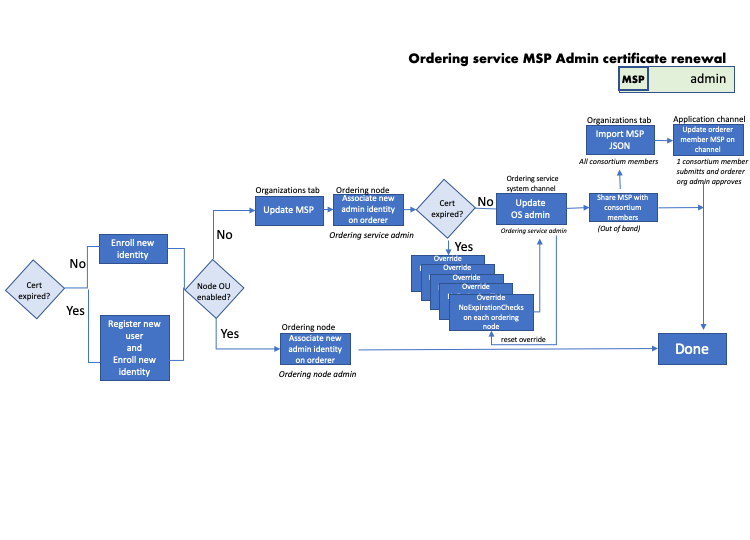 Ordering service MSP Admin certificate renewal
MSP
admin
Organizations tab
Import MSP
JSON
All consortium members
Application channel
Update orderer
member MSP on
channel
1 consortium member
submitts and orderer
org admin approves
Organizations tab
Update MSP
Ordering node
Associate new
admin identity
on orderer
Ordering service admin
Cert
expired?
No
Yes
Ordering service
system channel
Update
OS admin
Ordering service admin
Share MSP with
consortium
members
(Out of band)
Override
Override
Override
Override
Override
NoExpirationChecks
on each ordering
node
reset override
Cert
expired?
No
Yes
Enroll new
identity
Register new
user
and
Enroll new
identity
Node OU
enabled?
No
Yes
Ordering node
Associate new
admin identity
on orderer
Ordering node admin
Done